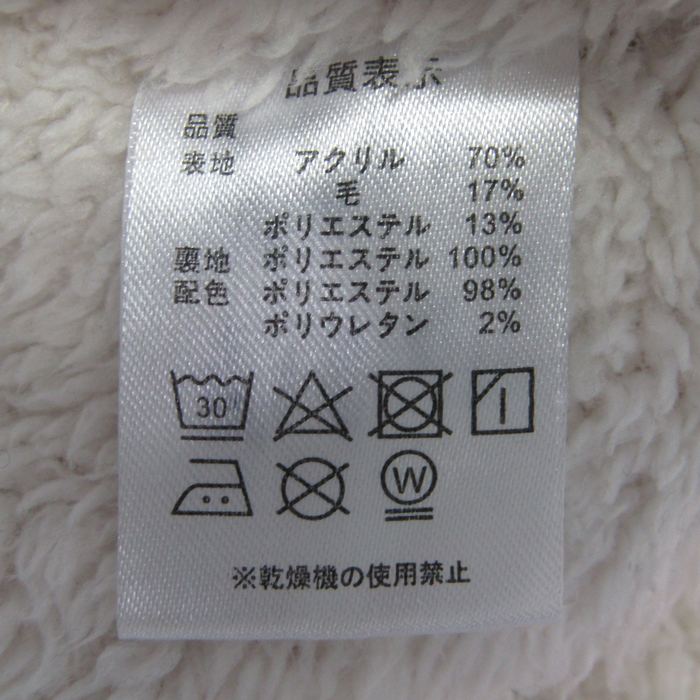 品質表示
品質
表地 アクリル 70%
毛 17%
ポリエステル 13%
裏地 ポリエステル 100%
配色 ポリエステル 98%
ポリウレタン 2%
30
W
※乾燥機の使用禁止